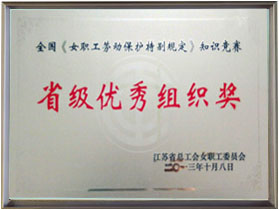 全国《女职工劳动保护特别规定》知识竞赛
省级优秀组织奖
江苏省总工会女职工委员会
二〇一三年十月八日